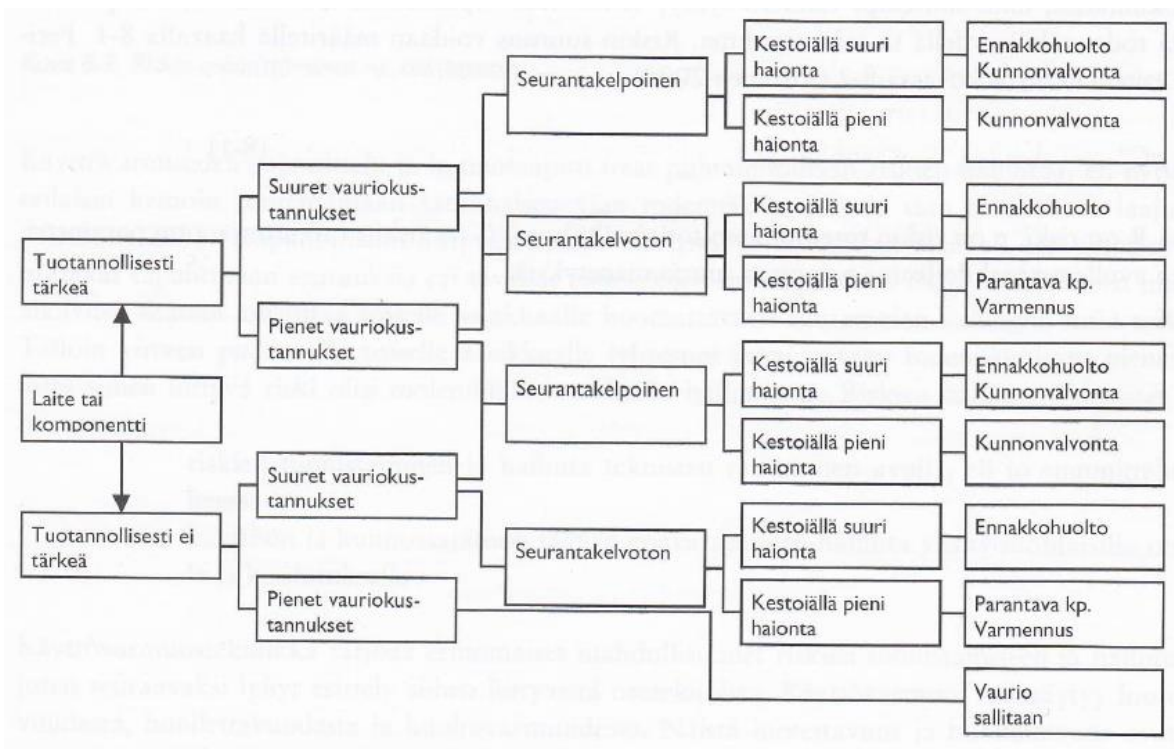 Kestoiällä suuri
haionta
Ennakkohuolto
Kunnonvalvonta
Seurantakelpoinen
Kestoiällä pieni
haionta
Kunnonvalvonta
Suuret vauriokus-
tannukset
Kestoiällä suuri
haionta
Ennakkohuolto
Seurantakelvoton
Tuotannollisesti
tärkeä
Kestoiällä pieni
haionta
Parantava kp.
Varmennus
Pienet vauriokus-
tannukset
Kestoiällä suuri
haionta
Ennakkohuolto
Kunnonvalvonta
Seurantakelpoinen
Laite tai
komponentti
Kestoiällä pieni
haionta
Kunnonvalvonta
Suuret vauriokus-
tannukset
Kestoiällä suuri
haionta
Ennakkohuolto
Tuotannollisesti ei
tärkeä
Seurantakelvoton
Pienet vauriokus-
tannukset
Kestoiällä pieni
haionta
Parantava kp.
Varmennus
Vaurio
sallitaan